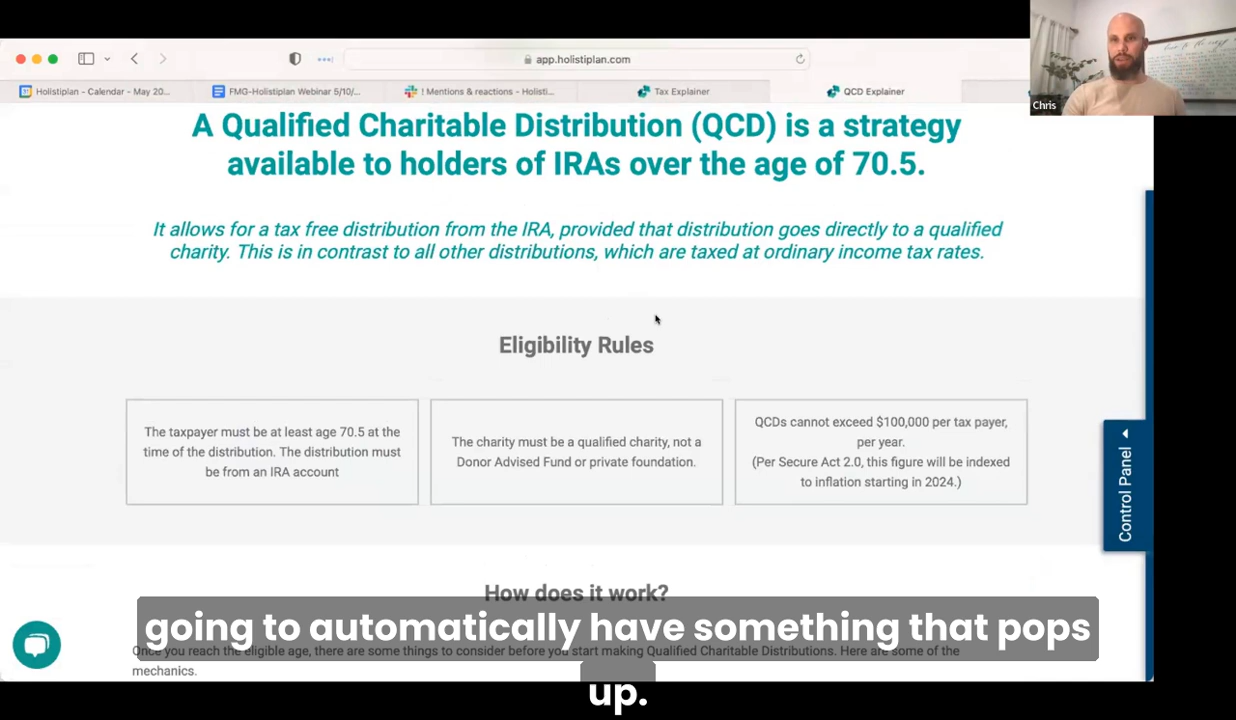 app.holistiplan.com
Holistiplan - Calendar - May 20...
FMG-Holistiplan Webinar 5/10/...
! Mentions & reactions - Holisti...
Tax Explainer
QCD Explainer
Chris
A Qualified Charitable Distribution (QCD) is a strategy
available to holders of IRAs over the age of 70.5.
It allows for a tax free distribution from the IRA, provided that distribution goes directly to a qualified
charity. This is in contrast to all other distributions, which are taxed at ordinary income tax rates.
Eligibility Rules
The taxpayer must be at least age 70.5 at the
time of the distribution. The distribution must
be from an IRA account
The charity must be a qualified charity, not a
Donor Advised Fund or private foundation.
QCDs cannot exceed $100,000 per tax payer,
per year.
(Per Secure Act 2.0, this figure will be indexed
to inflation starting in 2024.)
Control Panel
How does it work?
Once you reach the eligible age, there are some things to consider before you start making Qualified Charitable Distributions. Here are some of the
mechanics.
going to automatically have something that pops
up.